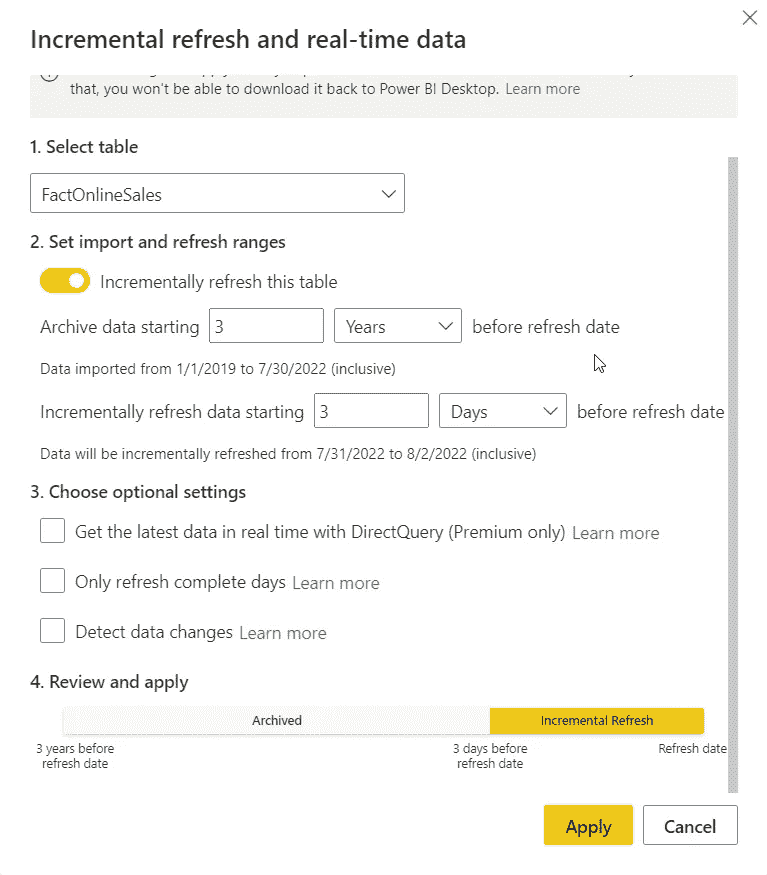 Incremental refresh and real-time data
that, you won't be able to download it back to Power BI Desktop. Learn more
1. Select table
FactOnlineSales
2. Set import and refresh ranges
Incrementally refresh this table
Archive data starting 3 Years before refresh date
Data imported from 1/1/2019 to 7/30/2022 (inclusive)
Incrementally refresh data starting 3 Days before refresh date
Data will be incrementally refreshed from 7/31/2022 to 8/2/2022 (inclusive)
3. Choose optional settings
Get the latest data in real time with DirectQuery (Premium only) Learn more
Only refresh complete days Learn more
Detect data changes Learn more
4. Review and apply
Archived Incremental Refresh
3 years before 3 days before Refresh date
refresh date refresh date
Apply Cancel